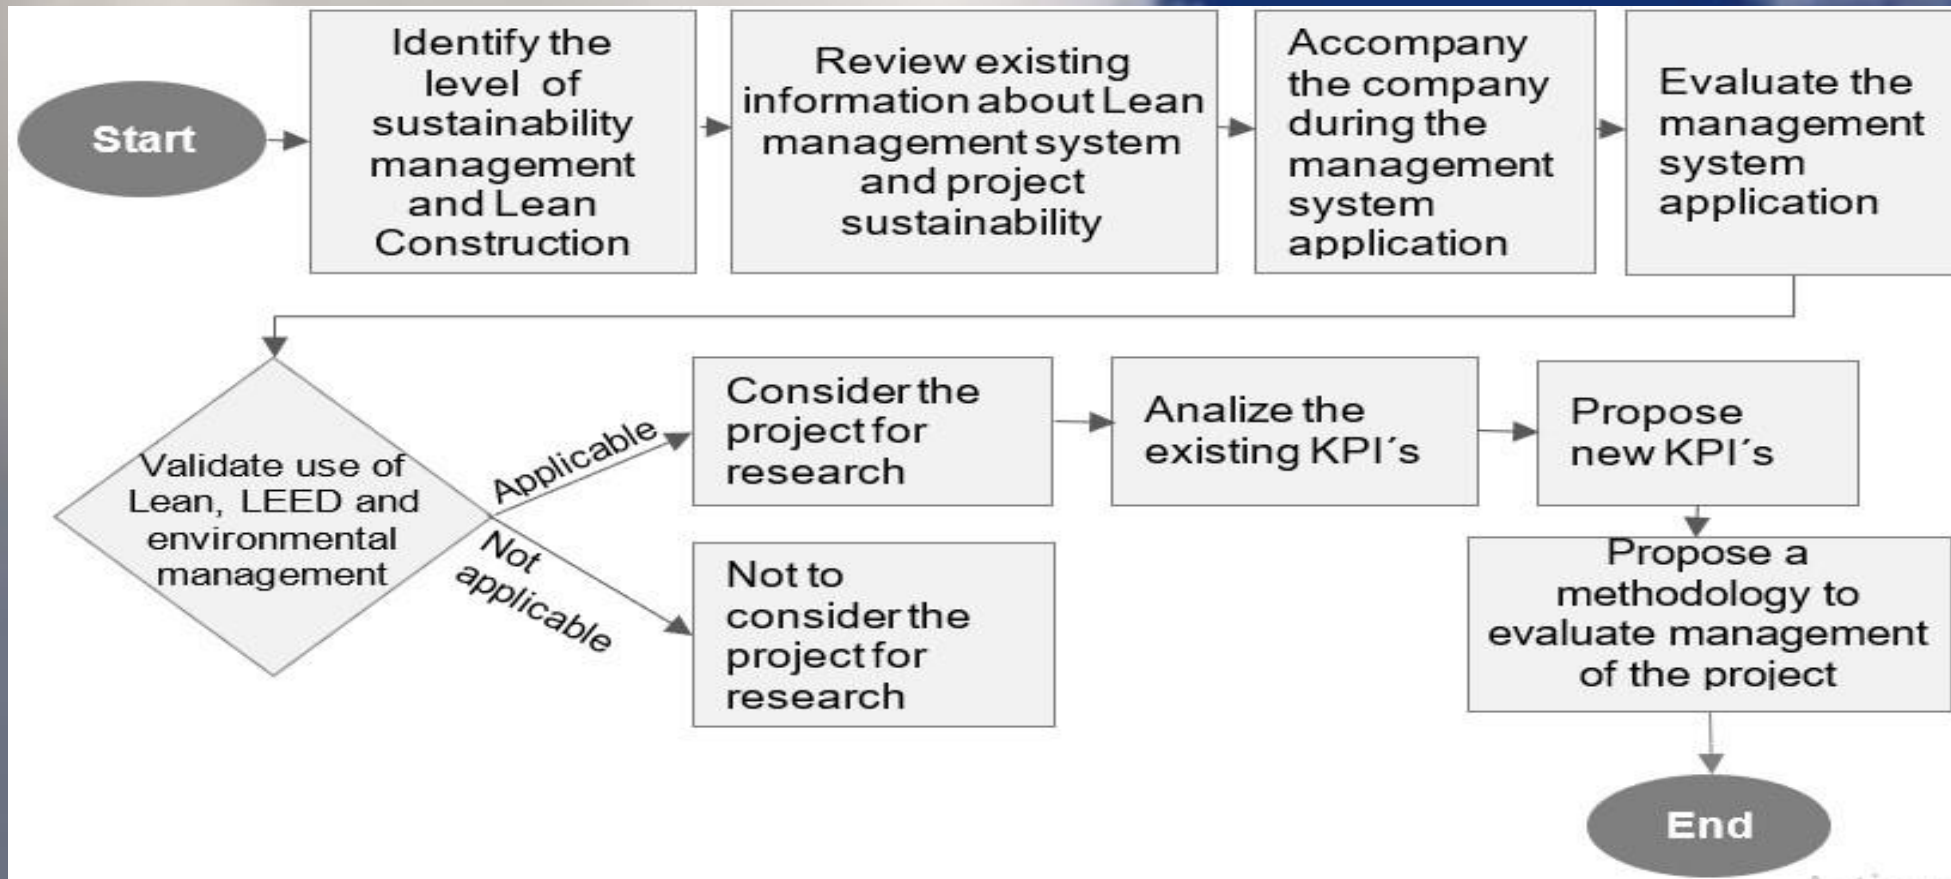 Start
Identify the
level of
sustainability
management
and Lean
Construction
Review existing
information about Lean
management system
and project
sustainability
Accompany
the company
during the
management
system
application
Evaluate the
management
system
application
Validate use of
Lean, LEED and
environmental
management
Applicable
Not
applicable
Consider the
project for
research
Not to
consider the
project for
research
Analize the
existing KPI´s
Propose
new KPI´s
Propose a
methodology to
evaluate management
of the project
End